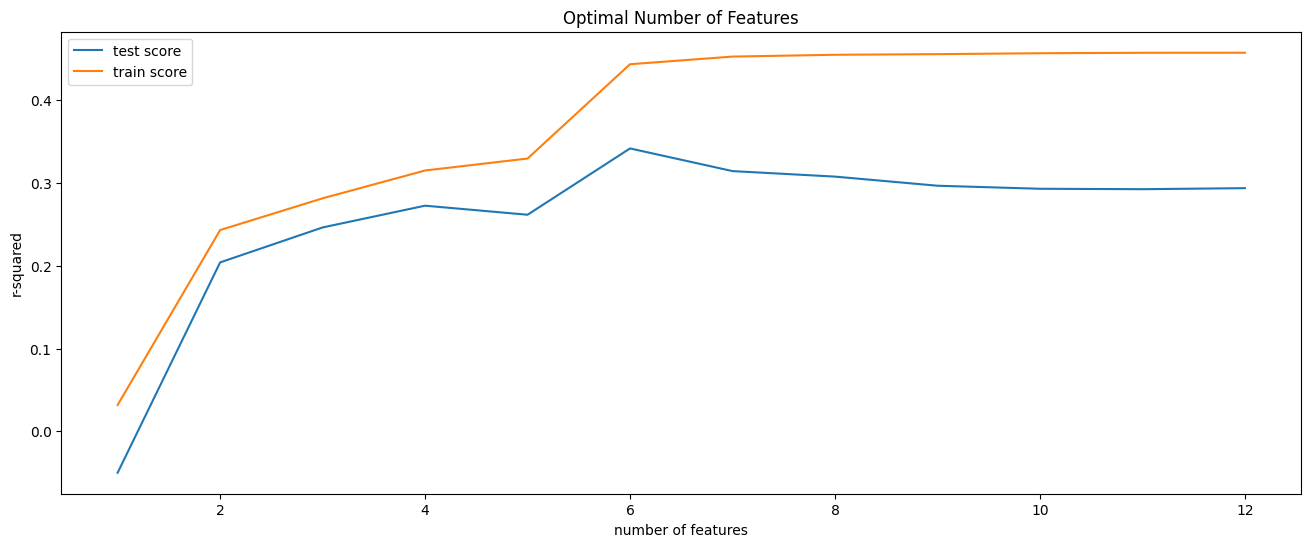 Optimal Number of Features
test score
train score
r-squared
0.4
0.3
0.2
0.1
0.0
2 4 6 8 10 12
number of features